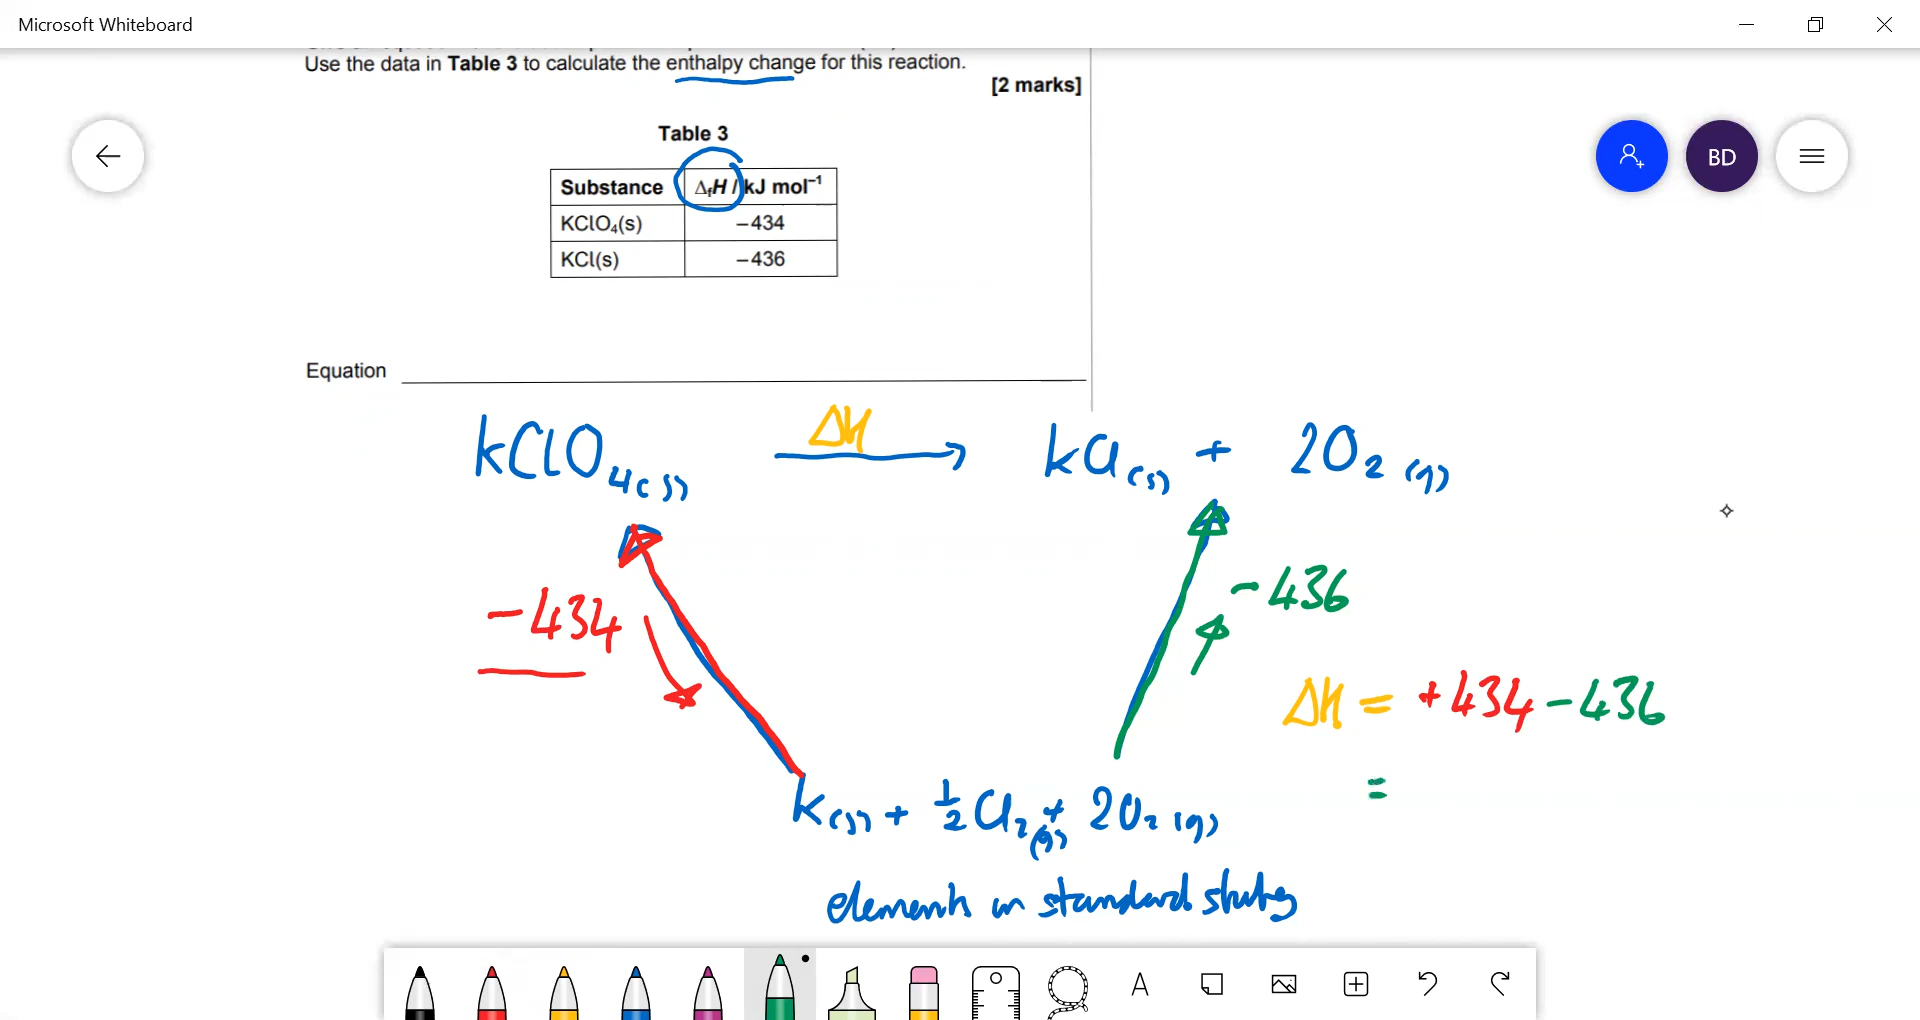 Microsoft Whiteboard
Use the data in Table 3 to calculate the enthalpy change for this reaction.
[2 marks]
Table 3
Substance ΔfH / kJ mol⁻¹
KClO₄(s) −434
KCl(s) −436
BD
Equation
ΔH
KClO₄(s) → KCl(s) + 2O₂(g)
-434
-436
ΔH = +434 -436
=
K(s) + ½Cl₂(g) + 2O₂(g)
elements in standard states
A